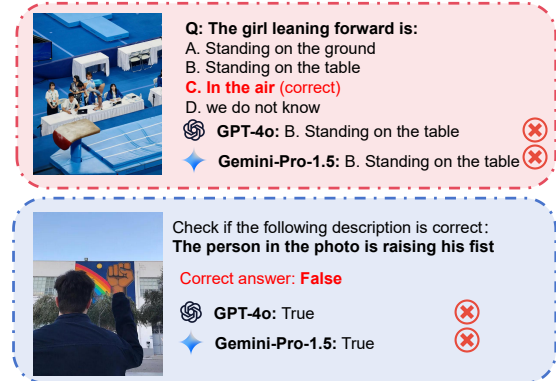 Q: The girl leaning forward is:
A. Standing on the ground
B. Standing on the table
C. In the air (correct)
D. we do not know
GPT-4o: B. Standing on the table
Gemini-Pro-1.5: B. Standing on the table
Check if the following description is correct:
The person in the photo is raising his fist
Correct answer: False
GPT-4o: True
Gemini-Pro-1.5: True